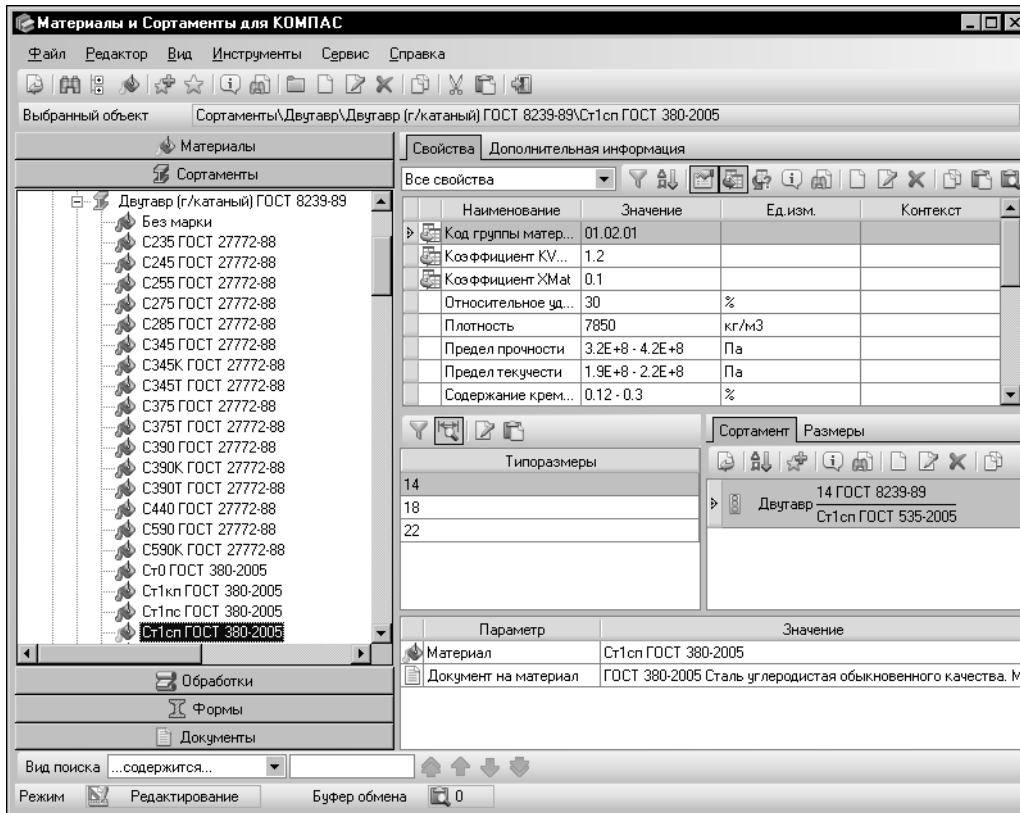 Материалы и Сортаменты для КОМПАС
Файл Редактор Вид Инструменты Сервис Справка
Выбранный объект Сортаменты\Двутавр\Двутавр (г/катаный) ГОСТ 8239-89\Ст1сп ГОСТ 380-2005
Материалы
Сортаменты
Двутавр (г/катаный) ГОСТ 8239-89
Без марки
С235 ГОСТ 27772-88
С245 ГОСТ 27772-88
С255 ГОСТ 27772-88
С275 ГОСТ 27772-88
С285 ГОСТ 27772-88
С345 ГОСТ 27772-88
С345К ГОСТ 27772-88
С345Т ГОСТ 27772-88
С375 ГОСТ 27772-88
С375Т ГОСТ 27772-88
С390 ГОСТ 27772-88
С390К ГОСТ 27772-88
С390Т ГОСТ 27772-88
С440 ГОСТ 27772-88
С590 ГОСТ 27772-88
С590К ГОСТ 27772-88
Ст0 ГОСТ 380-2005
Ст1кп ГОСТ 380-2005
Ст1пс ГОСТ 380-2005
Ст1сп ГОСТ 380-2005
Обработки
Формы
Документы
Свойства Дополнительная информация
Все свойства
Наименование Значение Ед.изм. Контекст
Код группы матер... 01.02.01
Коэффициент KV... 1.2
Коэффициент XMat 0.1
Относительное уд... 30 %
Плотность 7850 кг/м3
Предел прочности 3.2E+8 - 4.2E+8 Па
Предел текучести 1.9E+8 - 2.2E+8 Па
Содержание крем... 0.12 - 0.3 %
Типоразмеры
14
18
22
Сортамент Размеры
14 ГОСТ 8239-89
Двутавр
Ст1сп ГОСТ 535-2005
Параметр Значение
Материал Ст1сп ГОСТ 380-2005
Документ на материал ГОСТ 380-2005 Сталь углеродистая обыкновенного качества. М
Вид поиска ...содержится...
Режим Редактирование Буфер обмена 0